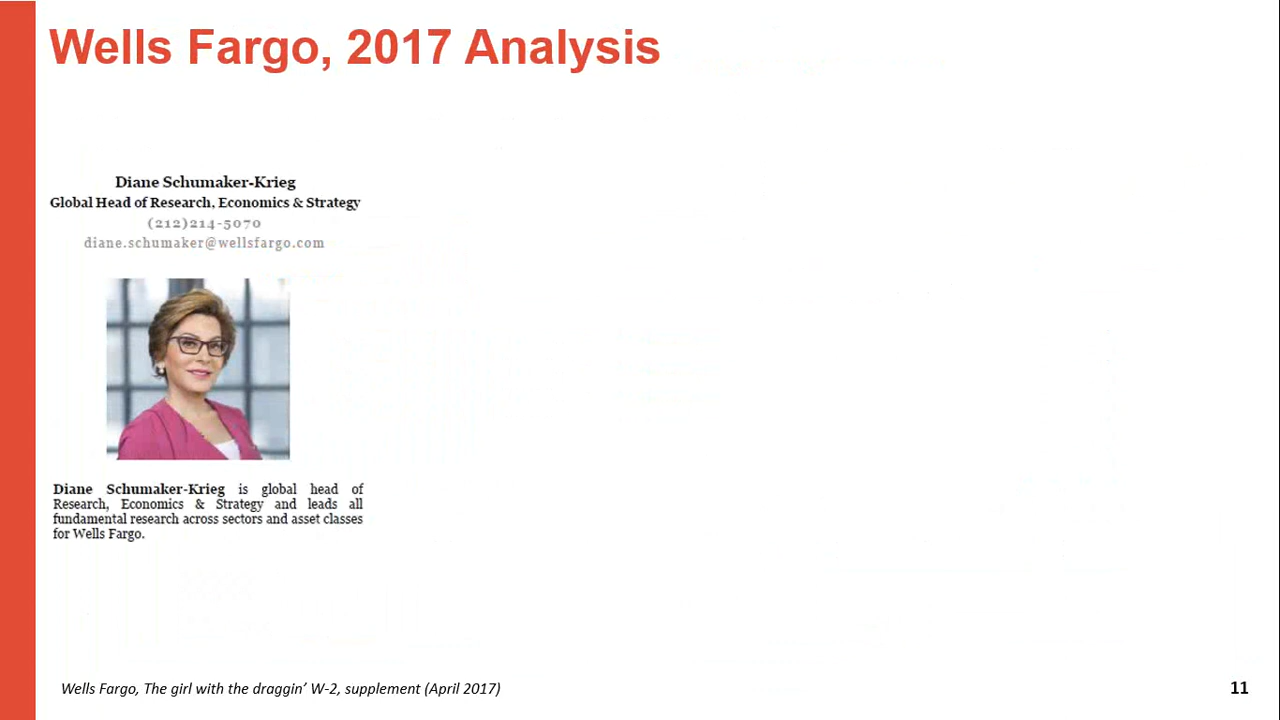 Wells Fargo, 2017 Analysis
Diane Schumaker-Krieg
Global Head of Research, Economics & Strategy
(212)214-5070
diane.schumaker@wellsfargo.com
Diane Schumaker-Krieg is global head of
Research, Economics & Strategy and leads all
fundamental research across sectors and asset classes
for Wells Fargo.
Wells Fargo, The girl with the draggin’ W-2, supplement (April 2017)
11